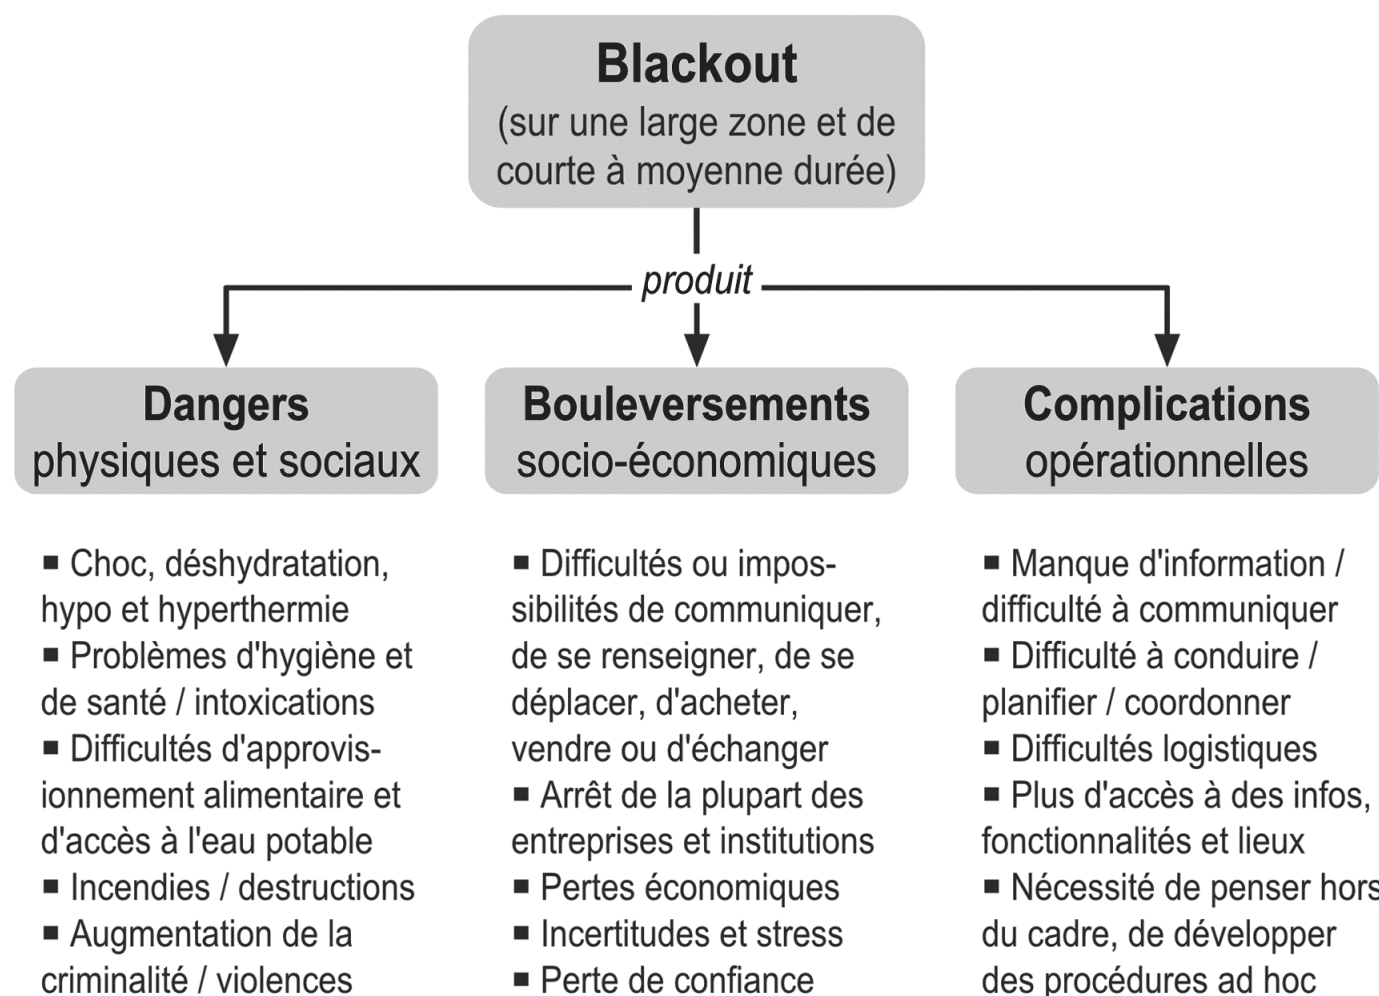 Blackout
(sur une large zone et de
courte à moyenne durée)
produit
Dangers
physiques et sociaux
■ Choc, déshydratation,
hypo et hyperthermie
■ Problèmes d'hygiène et
de santé / intoxications
■ Difficultés d'approvis-
ionnement alimentaire et
d'accès à l'eau potable
■ Incendies / destructions
■ Augmentation de la
criminalité / violences
Bouleversements
socio-économiques
■ Difficultés ou impos-
sibilités de communiquer,
de se renseigner, de se
déplacer, d'acheter,
vendre ou d'échanger
■ Arrêt de la plupart des
entreprises et institutions
■ Pertes économiques
■ Incertitudes et stress
■ Perte de confiance
Complications
opérationnelles
■ Manque d'information /
difficulté à communiquer
■ Difficulté à conduire /
planifier / coordonner
■ Difficultés logistiques
■ Plus d'accès à des infos,
fonctionnalités et lieux
■ Nécessité de penser hors
du cadre, de développer
des procédures ad hoc